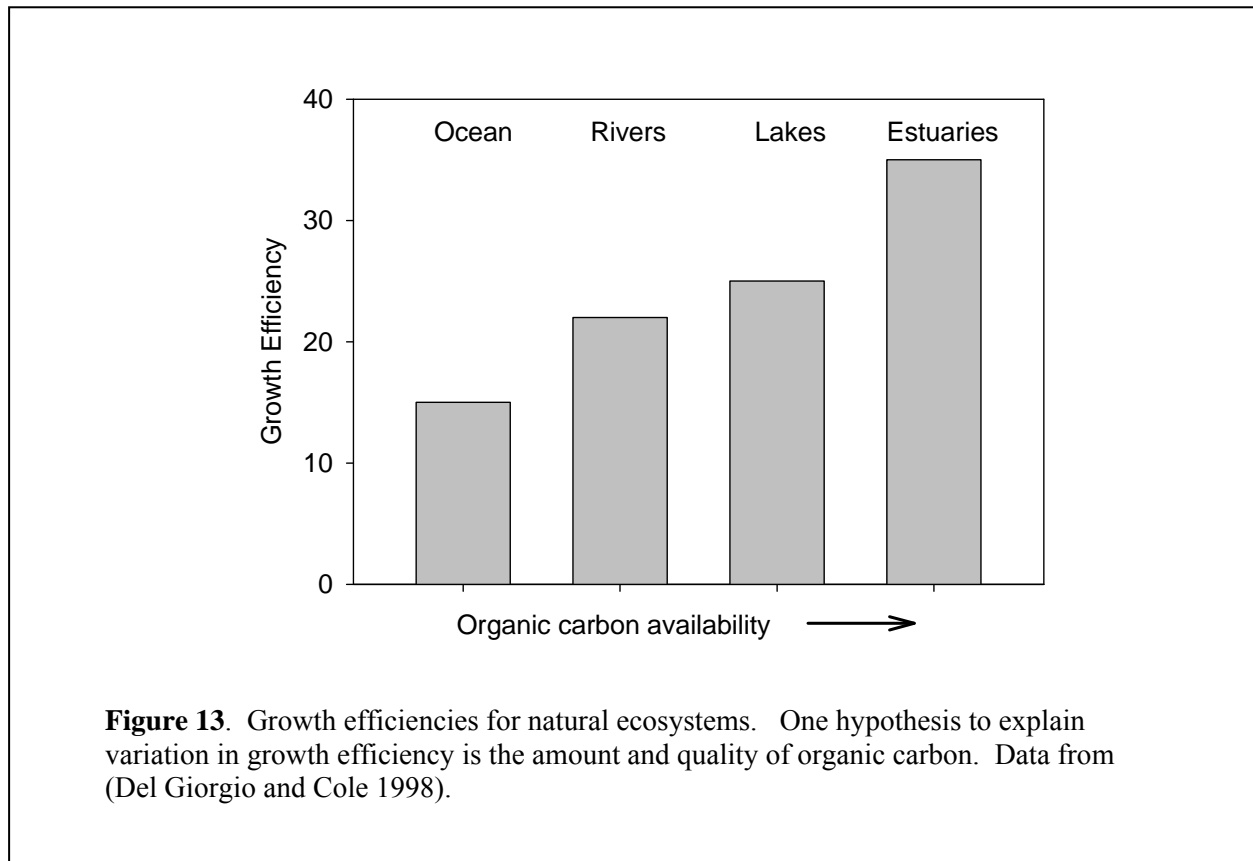 40
Ocean Rivers Lakes Estuaries
30
Growth Efficiency
20
10
0
Organic carbon availability
Figure 13.  Growth efficiencies for natural ecosystems.   One hypothesis to explain
variation in growth efficiency is the amount and quality of organic carbon.  Data from
(Del Giorgio and Cole 1998).